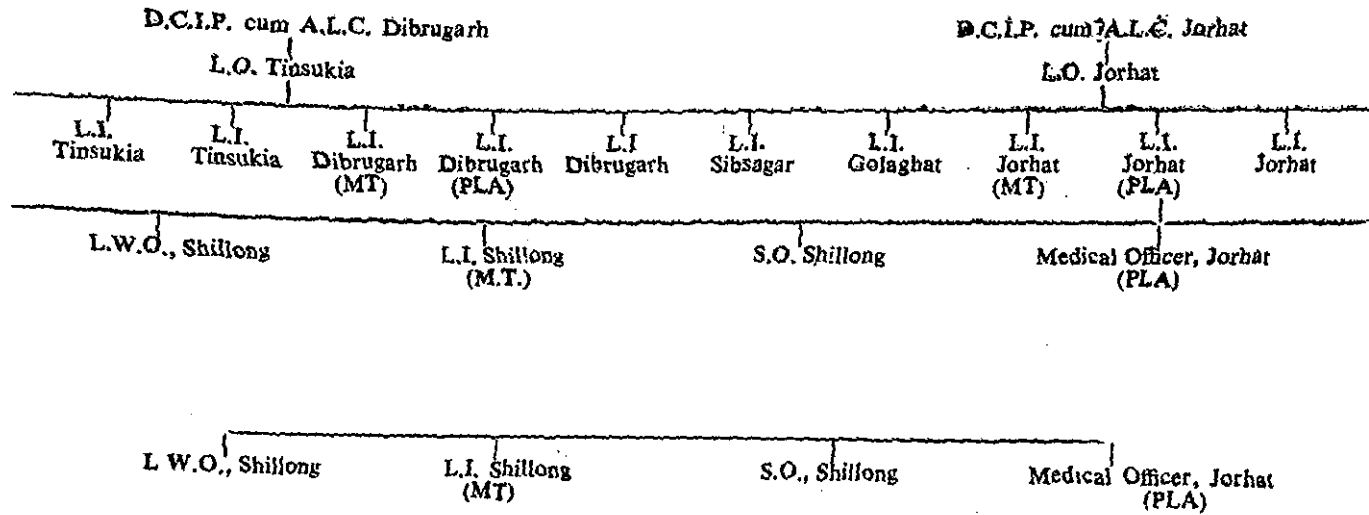 D.C.I.P. cum A.L.C. Dibrugarh D.C.I.P. cum A.L.C. Jorhat
L.O. Tinsukia L.O. Jorhat
L.I. L.I. L.I. L.I. L.I L.I. L.I. L.I. L.I. L.I.
Tinsukia Tinsukia Dibrugarh Dibrugarh Dibrugarh Sibsagar Golaghat Jorhat Jorhat Jorhat
(MT) (PLA) (MT) (PLA)
L.W.O., Shillong L.I. Shillong S.O. Shillong Medical Officer, Jorhat
(M.T.) (PLA)
L W.O., Shillong L.I. Shillong S.O., Shillong Medical Officer, Jorhat
(MT) (PLA)